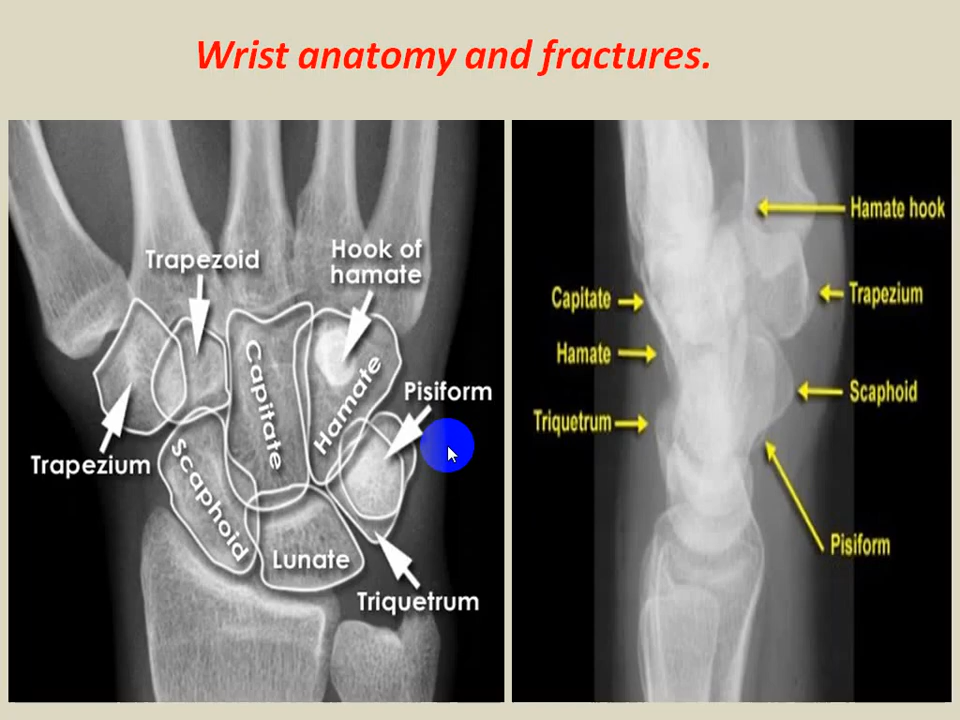 Wrist anatomy and fractures.
Trapezoid
Hook of
hamate
Capitate
Hamate
Pisiform
Trapezium
Scaphoid
Lunate
Triquetrum
Hamate hook
Capitate
Trapezium
Hamate
Scaphoid
Triquetrum
Pisiform